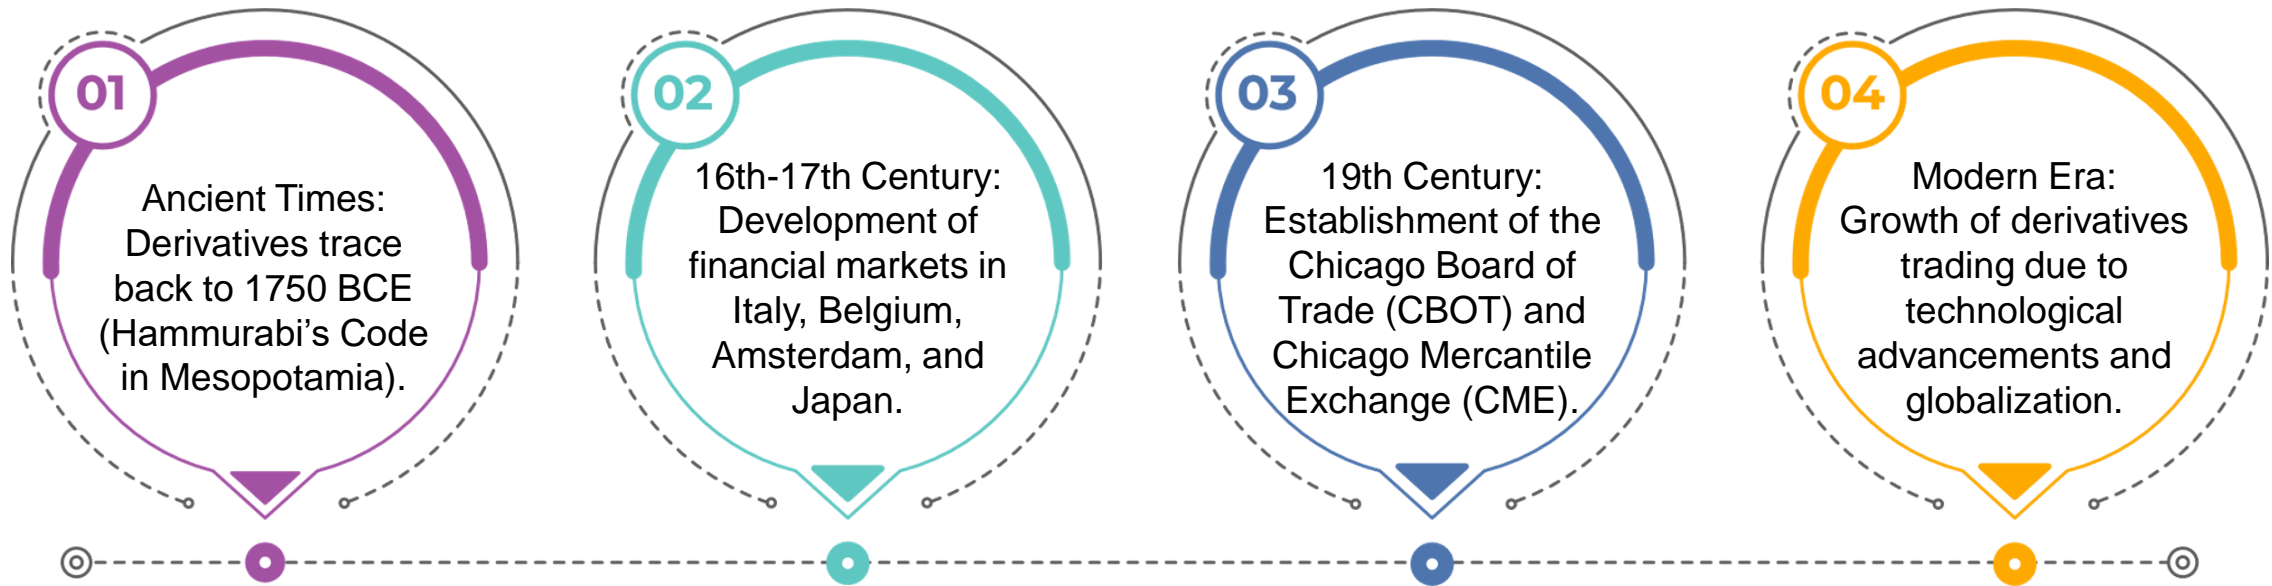 01
Ancient Times:
Derivatives trace
back to 1750 BCE
(Hammurabi’s Code
in Mesopotamia).
02
16th-17th Century:
Development of
financial markets in
Italy, Belgium,
Amsterdam, and
Japan.
03
19th Century:
Establishment of the
Chicago Board of
Trade (CBOT) and
Chicago Mercantile
Exchange (CME).
04
Modern Era:
Growth of derivatives
trading due to
technological
advancements and
globalization.